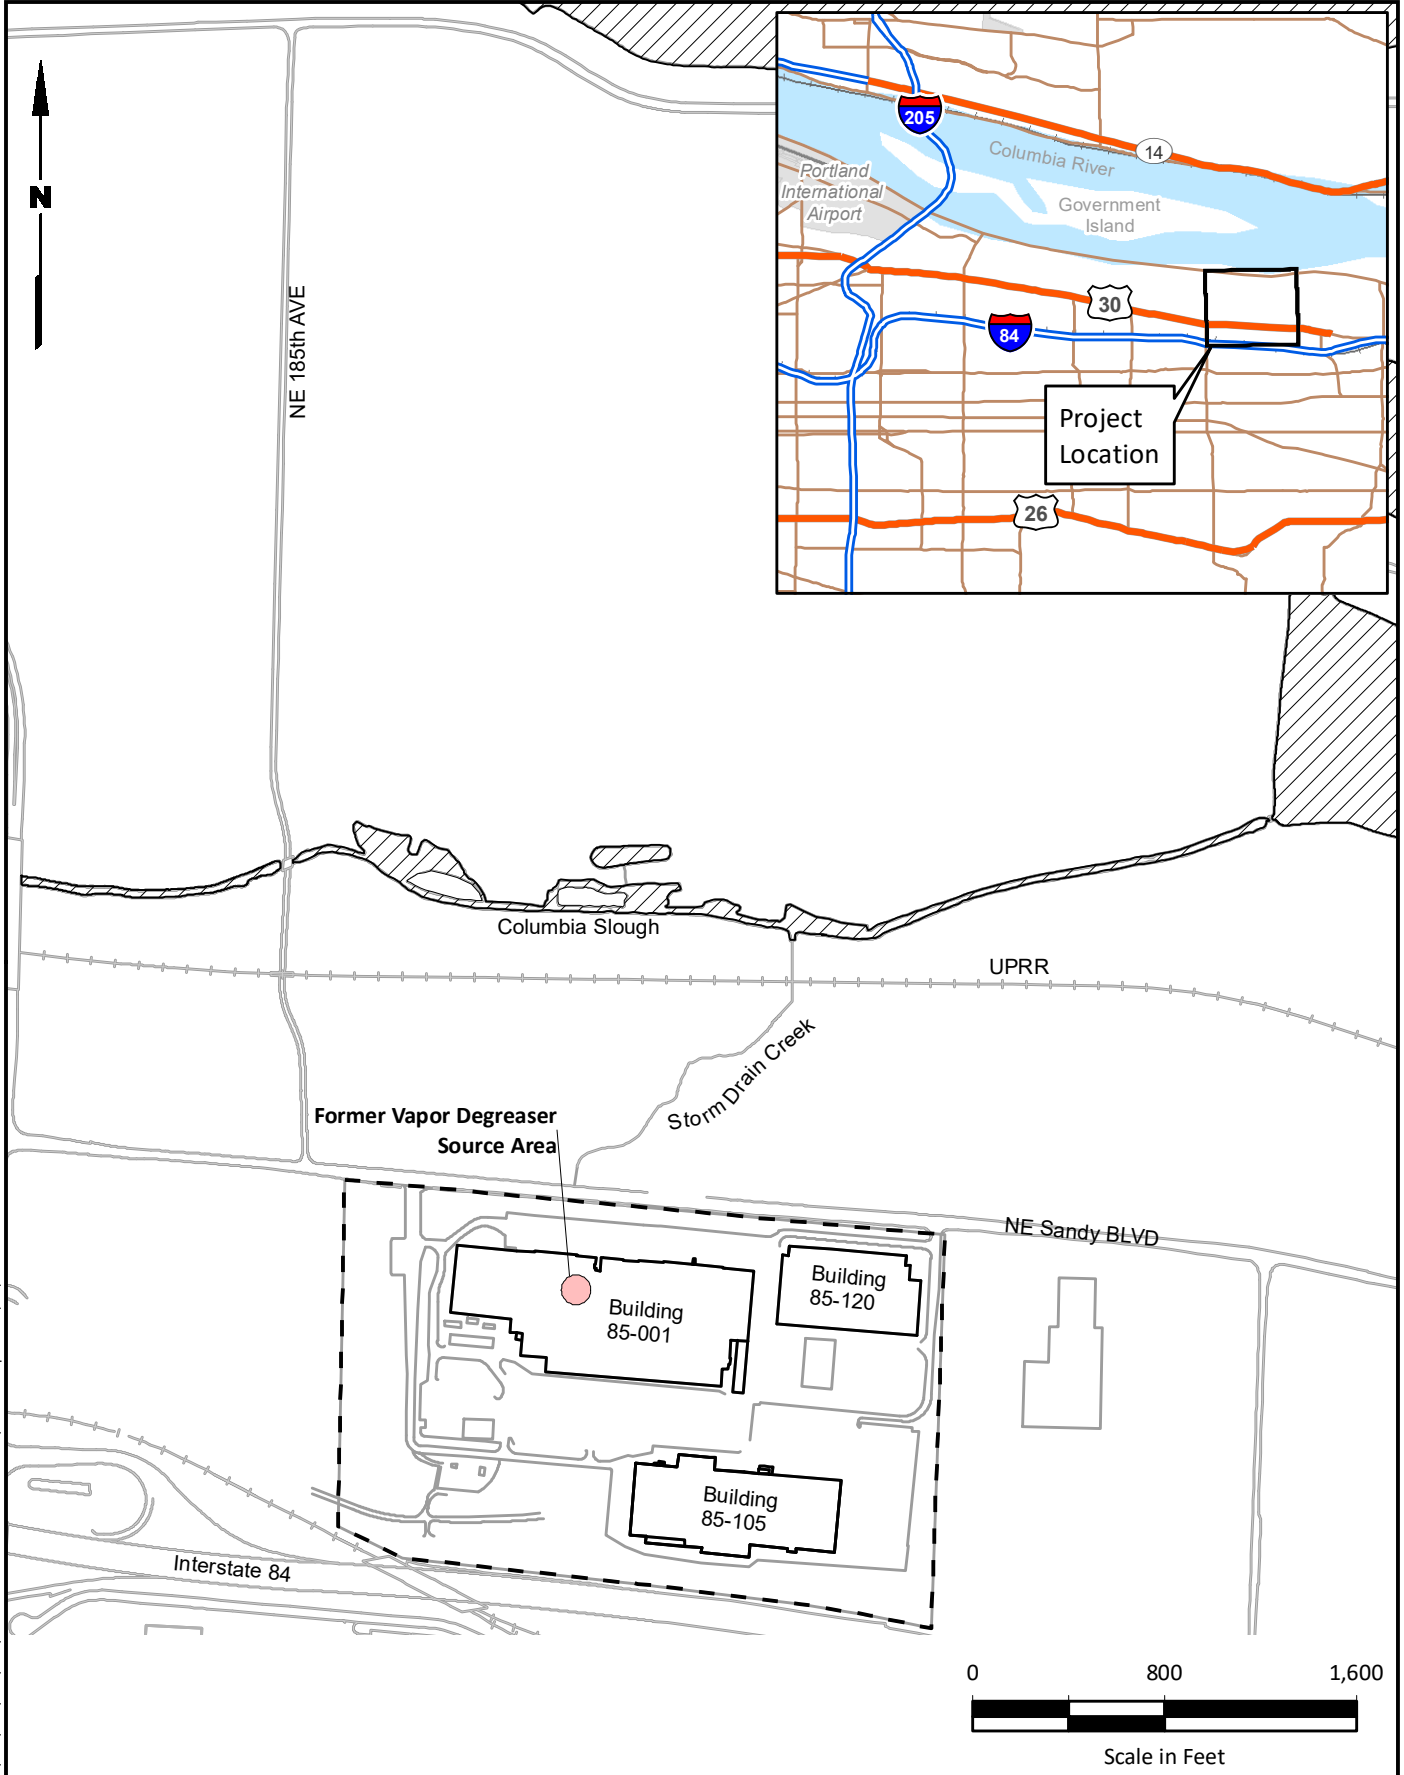 N
NE 185th AVE
205
14
Columbia River
Portland
International
Airport
Government
Island
30
84
Project
Location
26
Columbia Slough
UPRR
Storm Drain Creek
Former Vapor Degreaser
Source Area
NE Sandy BLVD
Building
85-120
Building
85-001
Building
85-105
Interstate 84
0 800 1,600
Scale in Feet